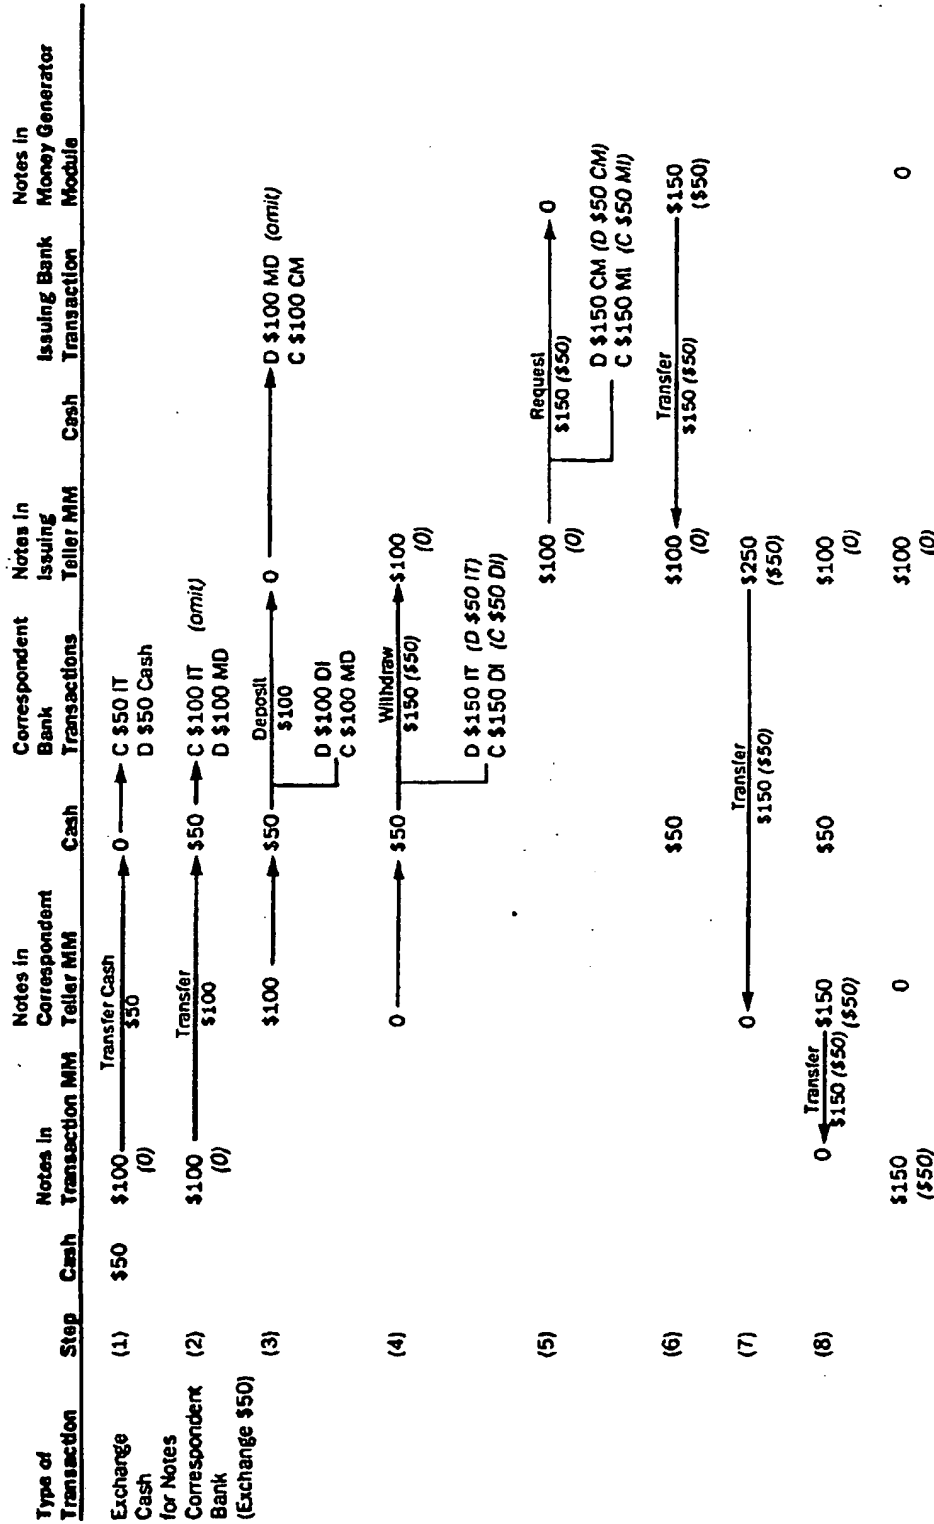 Type of Transaction
Step
Cash
Notes in Transaction MM
Notes in Correspondent Teller MM
Cash
Correspondent Bank Transactions
Notes in Issuing Teller MM
Cash
Issuing Bank Transaction
Notes in Money Generator Module
Exchange
Cash
for Notes
Correspondent
Bank
(Exchange $50)
(1) $50 $100 Transfer Cash 0 C $50 IT
(0) $50 D $50 Cash
(2) $100 Transfer $50 C $100 IT (omit)
(0) $100 D $100 MD
(3) $100 $50 Deposit 0 D $100 MD (omit)
$100 C $100 CM
D $100 DI
C $100 MD
(4) 0 $50 Withdraw $100
$150 ($50) (0)
D $150 IT (D $50 IT)
C $150 DI (C $50 DI)
(5) $100 Request 0
(0) $150 ($50)
D $150 CM (D $50 CM)
C $150 MI (C $50 MI)
(6) $50 $100 Transfer $150
(0) $150 ($50) ($50)
(7) 0 Transfer $250
$150 ($50) ($50)
(8) 0 Transfer $150 $50 $100
$150 ($50) ($50) (0)
$150 0 $100 0
($50) (0)